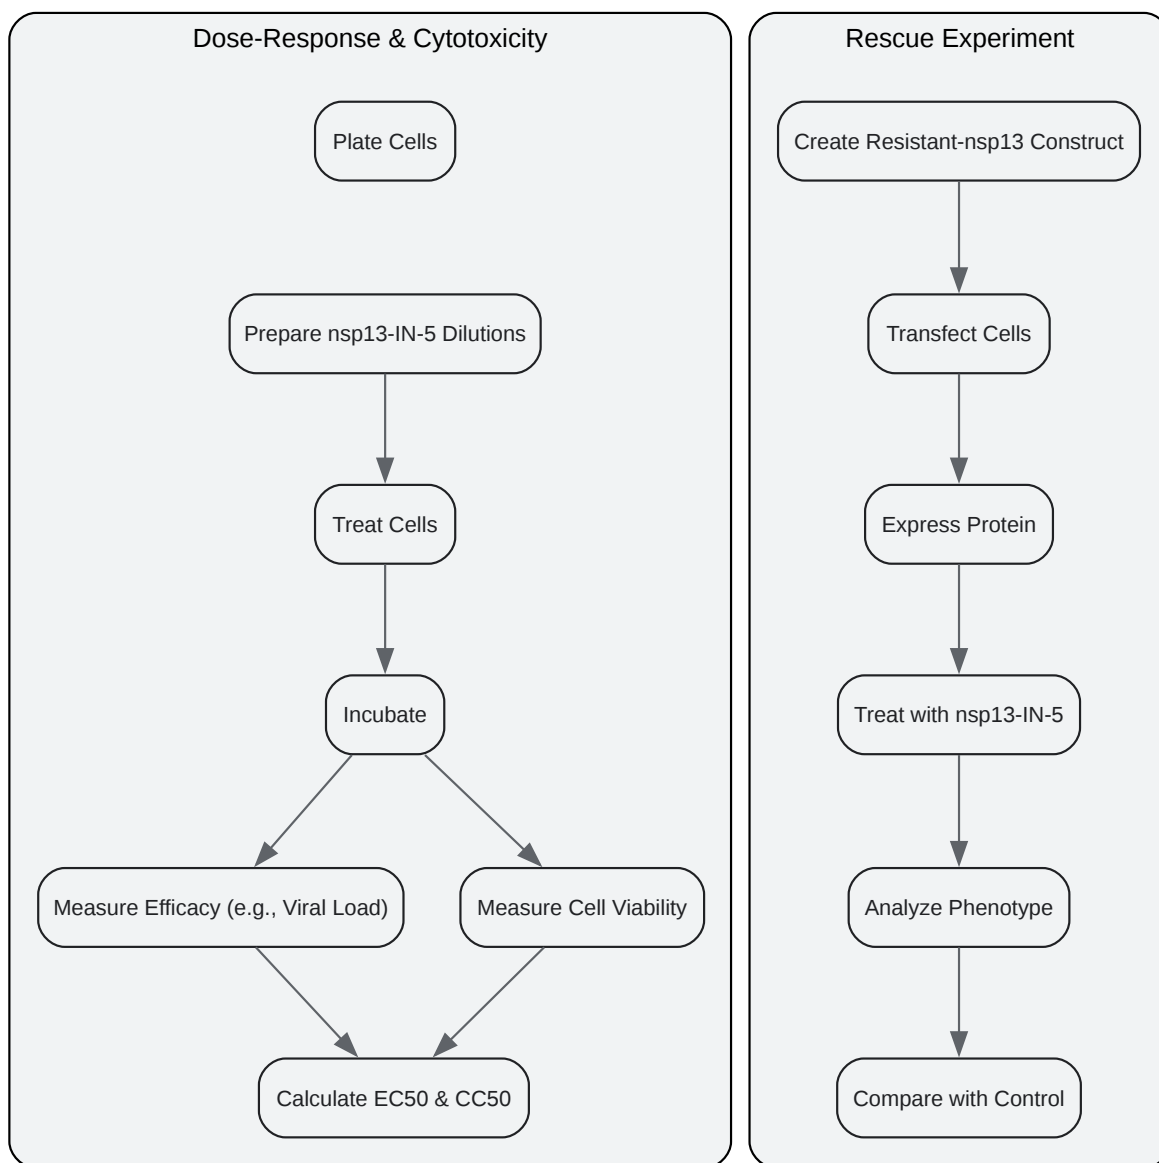 Dose-Response & Cytotoxicity
Plate Cells
Prepare nsp13-IN-5 Dilutions
Treat Cells
Incubate
Measure Efficacy (e.g., Viral Load)
Measure Cell Viability
Calculate EC50 & CC50
Rescue Experiment
Create Resistant-nsp13 Construct
Transfect Cells
Express Protein
Treat with nsp13-IN-5
Analyze Phenotype
Compare with Control